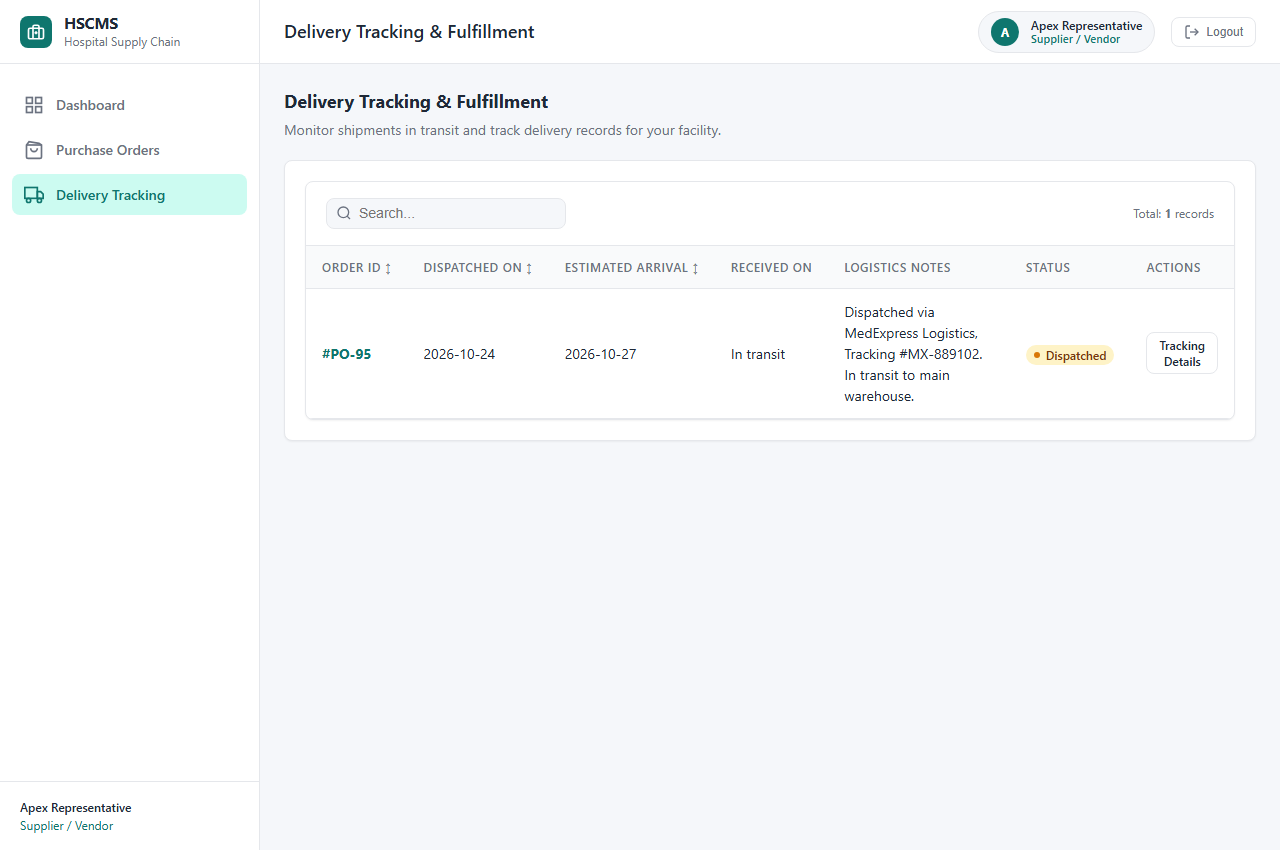 HSCMS
Hospital Supply Chain
Delivery Tracking & Fulfillment
A
Apex Representative
Supplier / Vendor
Logout
Dashboard
Purchase Orders
Delivery Tracking
Delivery Tracking & Fulfillment
Monitor shipments in transit and track delivery records for your facility.
Search...
Total: 1 records
ORDER ID ↕ DISPATCHED ON ↕ ESTIMATED ARRIVAL ↕ RECEIVED ON LOGISTICS NOTES STATUS ACTIONS
#PO-95
2026-10-24
2026-10-27
In transit
Dispatched via
MedExpress Logistics,
Tracking #MX-889102.
In transit to main
warehouse.
Dispatched
Tracking
Details
Apex Representative
Supplier / Vendor